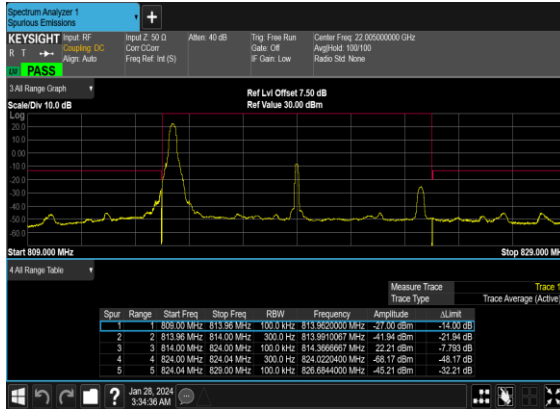 Spectrum Analyzer 1
Spurious Emissions
+
KEYSIGHT Input: RF Input Z: 50 Ω Atten: 40 dB Trig: Free Run Center Freq: 22.005000000 GHz
R T Coupling: DC Corr CCorr Gate: Off Avg|Hold: 100/100
Align: Auto Freq Ref: Int (S) IF Gain: Low Radio Std: None
PASS
3 All Range Graph
Ref Lvl Offset 7.50 dB
Scale/Div 10.0 dB Ref Value 30.00 dBm
Log
20.0
10.0
0.00
-10.0
-20.0
-30.0
-40.0
-50.0
-60.0
Start 809.000 MHz Stop 829.000 MH
4 All Range Table
Measure Trace Trace 1
Trace Type Trace Average (Active)
Spur Range Start Freq Stop Freq RBW Frequency Amplitude ΔLimit
1 1 809.00 MHz 813.96 MHz 100.0 kHz 813.9620000 MHz -27.00 dBm -14.00 dB
2 2 813.96 MHz 814.00 MHz 300.0 Hz 813.9910067 MHz -41.94 dBm -21.94 dB
3 3 814.00 MHz 824.00 MHz 100.0 kHz 814.3666667 MHz 22.21 dBm -7.793 dB
4 4 824.00 MHz 824.04 MHz 300.0 Hz 824.0220400 MHz -68.17 dBm -48.17 dB
5 5 824.04 MHz 829.00 MHz 100.0 kHz 826.6844000 MHz -45.21 dBm -32.21 dB
? Jan 28, 2024
3:34:36 AM